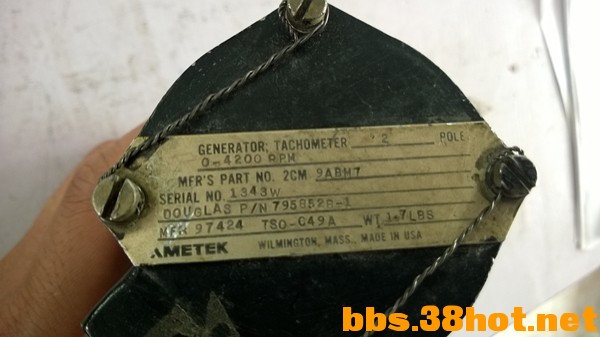 GENERATOR, TACHOMETER 2 POLE
0-4200 RPM
MFR'S PART NO. 2CM 9ABH7
SERIAL NO. 1343W
DOUGLAS P/N 7958528-1
MFR 97424 TSO-C49A WT 1.7LBS
AMETEK WILMINGTON, MASS. MADE IN USA
bbs.38hot.net